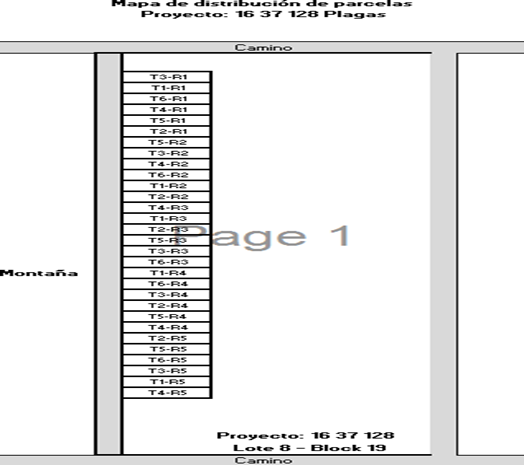 Mapa de distribución de parcelas
Proyecto: 16 37 128 Plagas
Camino
T3-R1
T1-R1
T6-R1
T4-R1
T5-R1
T2-R1
T5-R2
T3-R2
T4-R2
T6-R2
T1-R2
T2-R2
T4-R3
T1-R3
T2-R3
T5-R3
T3-R3
T6-R3
T1-R4
T6-R4
T3-R4
T2-R4
T5-R4
T4-R4
T2-R5
T5-R5
T6-R5
T3-R5
T1-R5
T4-R5
Page 1
Montaña
Proyecto: 16 37 128
Lote 8 - Block 19
Camino